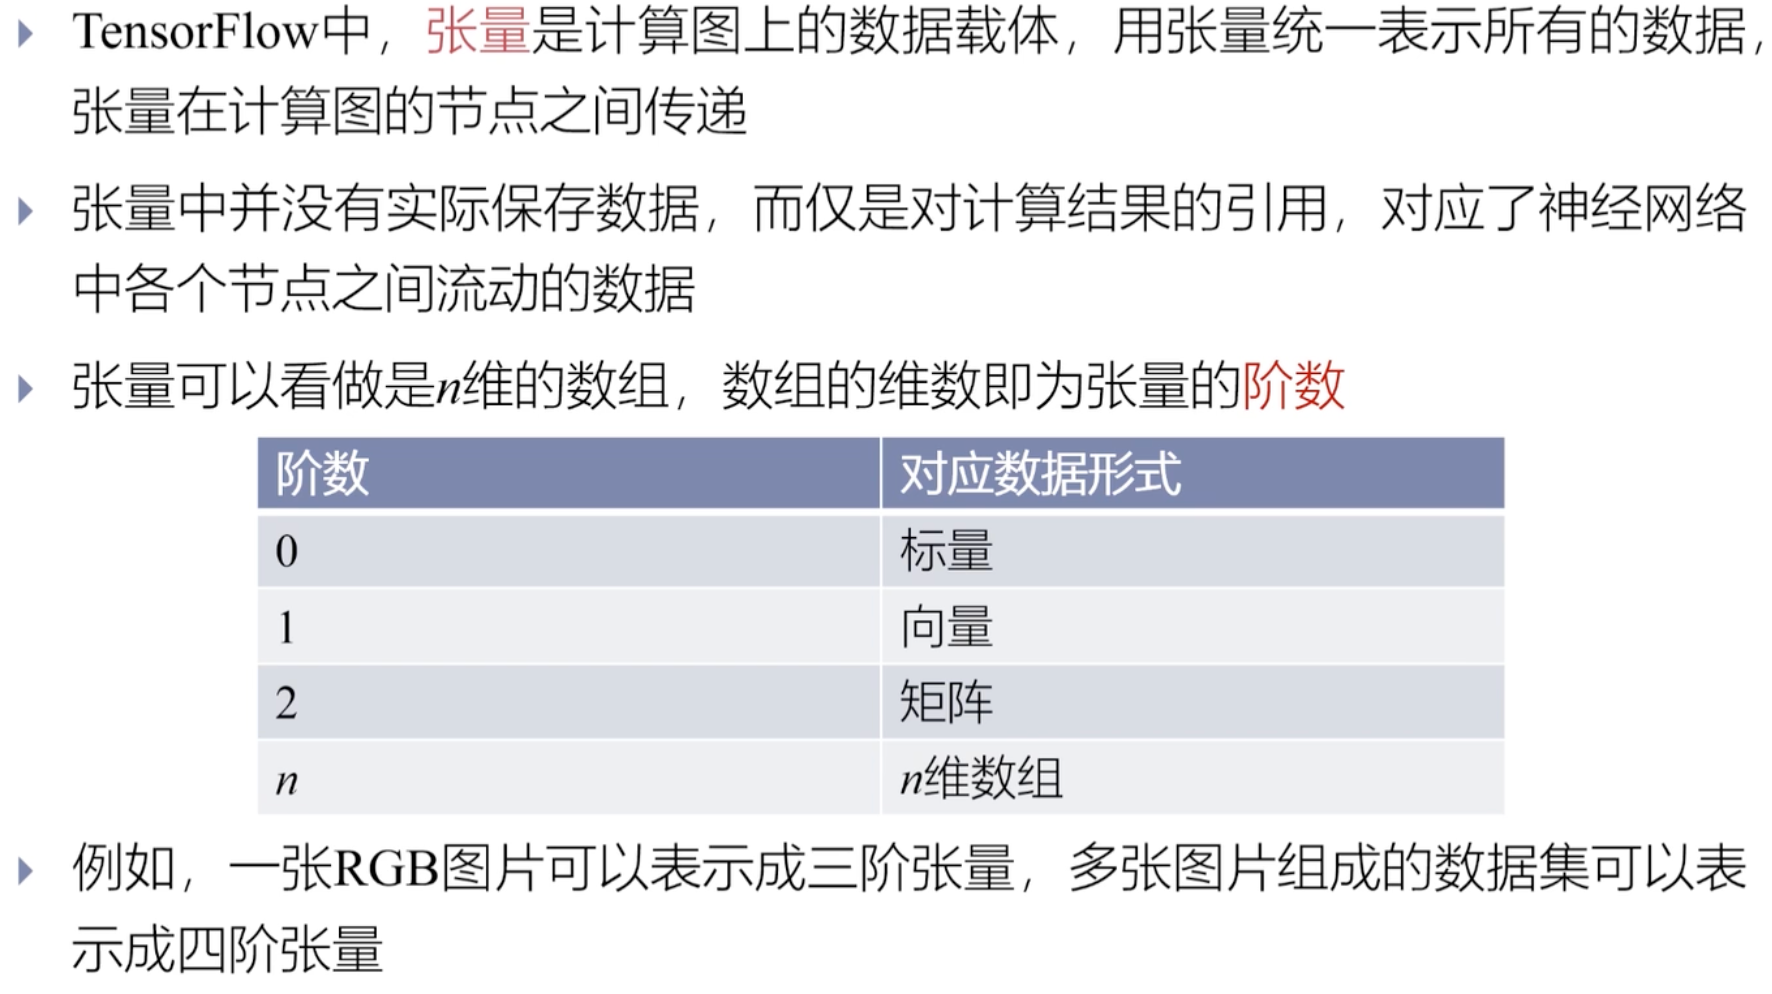 TensorFlow中，张量是计算图上的数据载体，用张量统一表示所有的数据，
张量在计算图的节点之间传递
张量中并没有实际保存数据，而仅是对计算结果的引用，对应了神经网络
中各个节点之间流动的数据
张量可以看做是n维的数组，数组的维数即为张量的阶数
阶数 对应数据形式
0 标量
1 向量
2 矩阵
n n维数组
例如，一张RGB图片可以表示成三阶张量，多张图片组成的数据集可以表
示成四阶张量